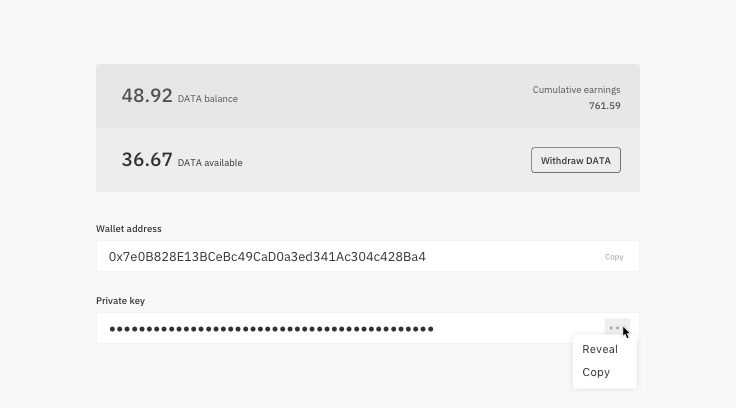 48.92 DATA balance
Cumulative earnings
761.59
36.67 DATA available
Withdraw DATA
Wallet address
0x7e0B828E13BCeBc49CaD0a3ed341Ac304c428Ba4
Copy
Private key
Reveal
Copy